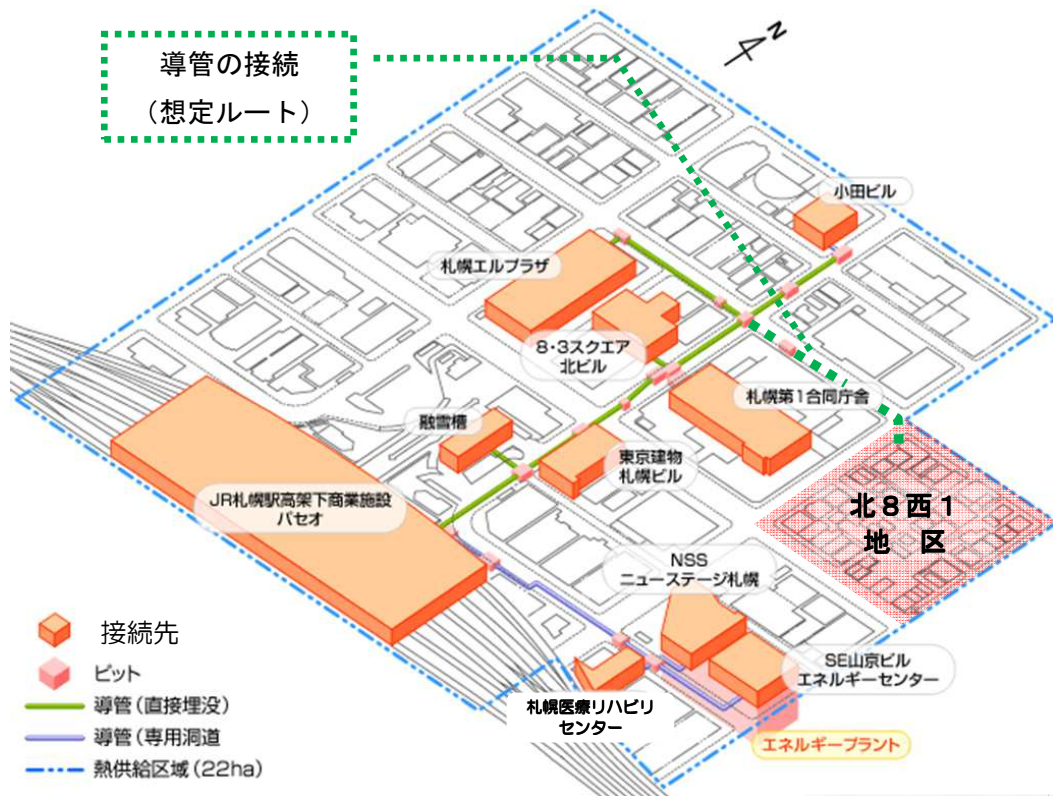 導管の接続
（想定ルート）
N
小田ビル
札幌エルプラザ
8・3スクエア
北ビル
札幌第1合同庁舎
融雪槽
東京建物
札幌ビル
JR札幌駅高架下商業施設
パセオ
北８西１
地　区
NSS
ニューステージ札幌
SE山京ビル
エネルギーセンター
札幌医療リハビリ
センター
エネルギープラント
接続先
ピット
導管（直接埋没）
導管（専用洞道
熱供給区域（22ha）